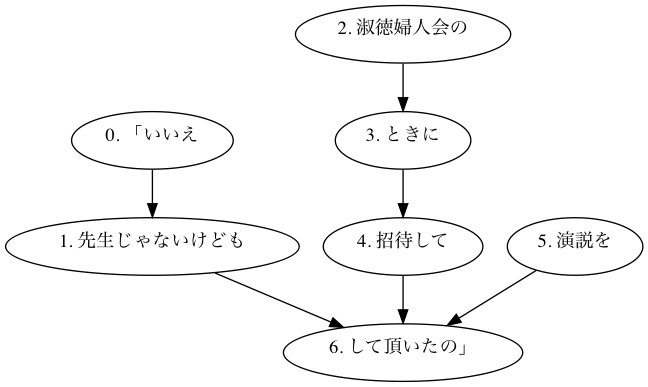 2. 淑徳婦人会の
0. 「いいえ
3. ときに
1. 先生じゃないけども
4. 招待して
5. 演説を
6. して頂いたの」